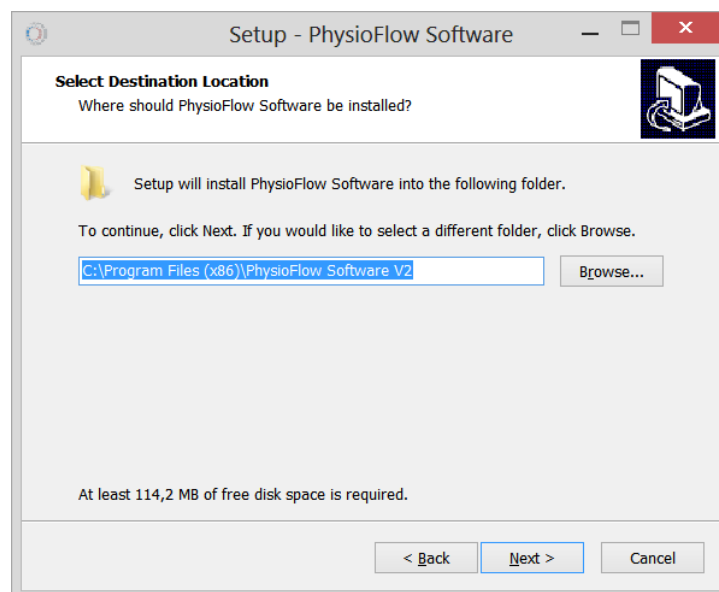 Setup - PhysioFlow Software
Select Destination Location
Where should PhysioFlow Software be installed?
Setup will install PhysioFlow Software into the following folder.
To continue, click Next. If you would like to select a different folder, click Browse.
C:\Program Files (x86)\PhysioFlow Software V2
Browse...
At least 114,2 MB of free disk space is required.
< Back
Next >
Cancel